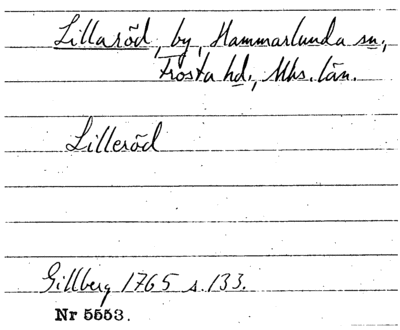 Lillaröd, by, Hammarlunda sn.,
Frosta hd., Mhs. län.
Lilleröd
Gillberg 1765 s. 133.
Nr 5553.